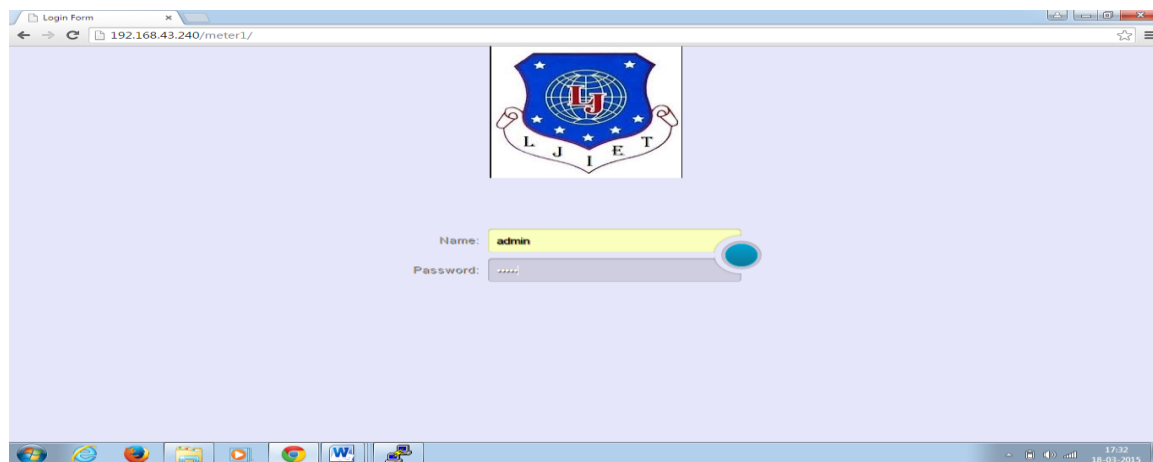 Login Form
192.168.43.240/meter1/
LJ
L J I E T
Name: admin
Password: •••••
W
17:32
18-03-2015